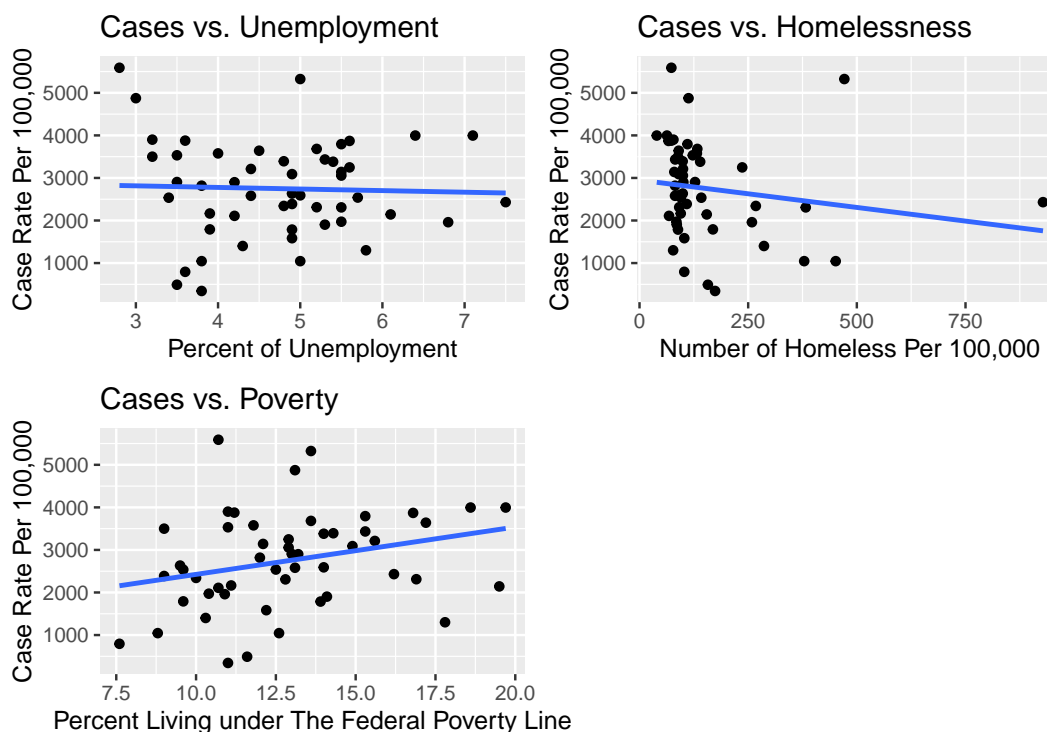 Cases vs. Unemployment
Case Rate Per 100,000
5000
4000
3000
2000
1000
3 4 5 6 7
Percent of Unemployment
Cases vs. Homelessness
Case Rate Per 100,000
5000
4000
3000
2000
1000
0 250 500 750
Number of Homeless Per 100,000
Cases vs. Poverty
Case Rate Per 100,000
5000
4000
3000
2000
1000
7.5 10.0 12.5 15.0 17.5 20.0
Percent Living under The Federal Poverty Line